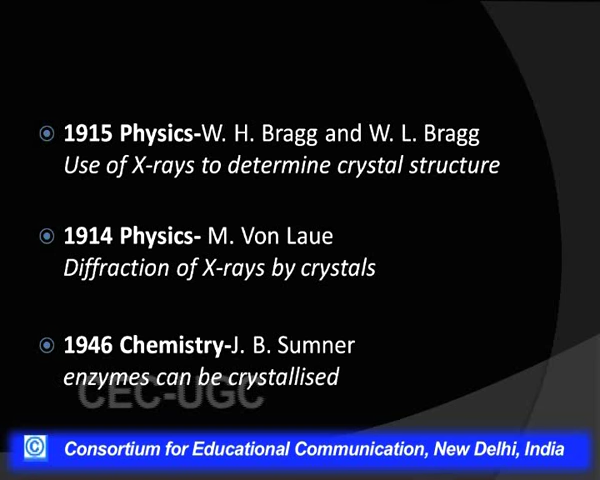 1915 Physics-W. H. Bragg and W. L. Bragg
Use of X-rays to determine crystal structure
1914 Physics- M. Von Laue
Diffraction of X-rays by crystals
1946 Chemistry-J. B. Sumner
enzymes can be crystallised
CEC-UGC
© Consortium for Educational Communication, New Delhi, India